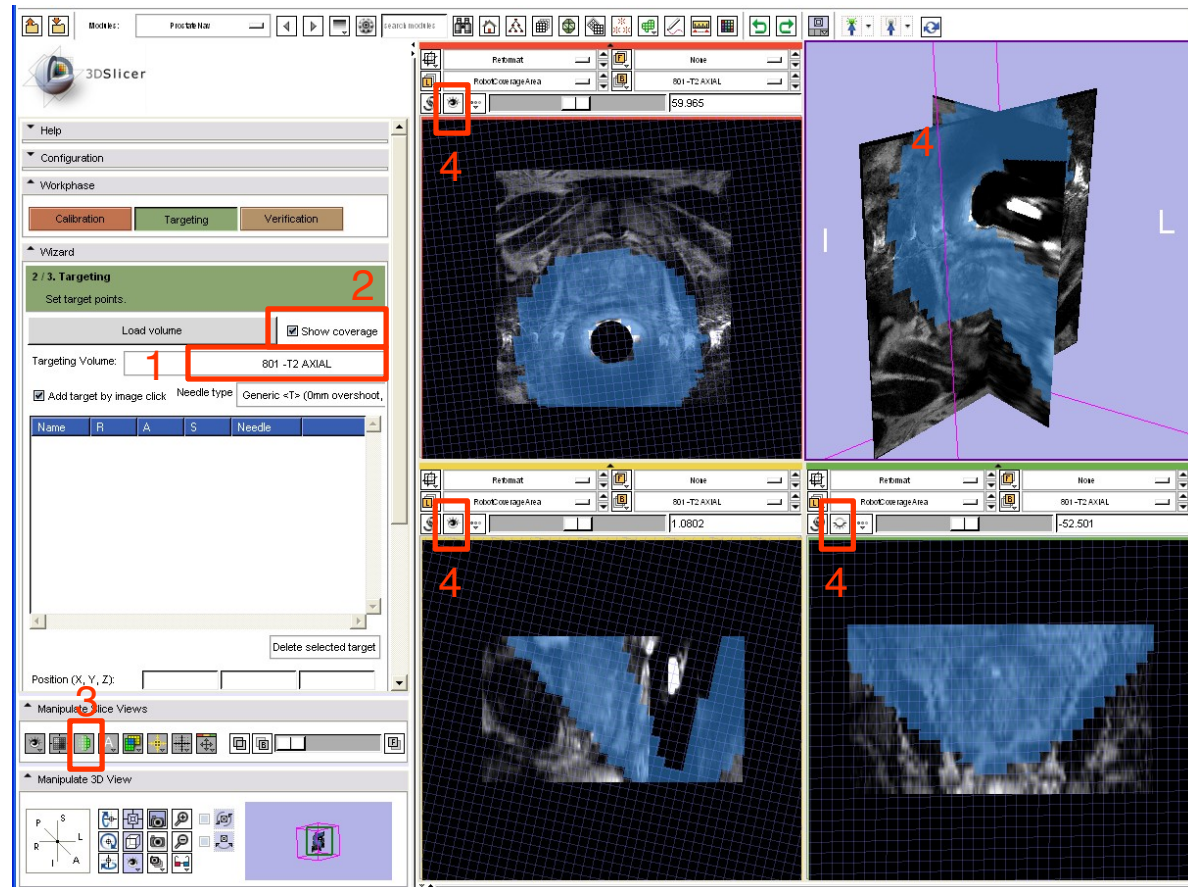 Modules: ProstateNav search modules
3DSlicer
Help
Configuration
Workphase
Calibration Targeting Verification
Wizard
2 / 3. Targeting
Set target points.
2
Load volume Show coverage
Targeting Volume: 1 801 -T2 AXIAL
Add target by image click Needle type Generic <T> (0mm overshoot,
Name R A S Needle
Delete selected target
Position (X, Y, Z):
3
Manipulate Slice Views
A B F
Manipulate 3D View
P S
R L
I A
Reformat F None
L RobotCoverageArea B 801 -T2 AXIAL
59.965
4
4
I L
Reformat F None
L RobotCoverageArea B 801 -T2 AXIAL
1.0802
4
Reformat F None
L RobotCoverageArea B 801 -T2 AXIAL
-52.501
4